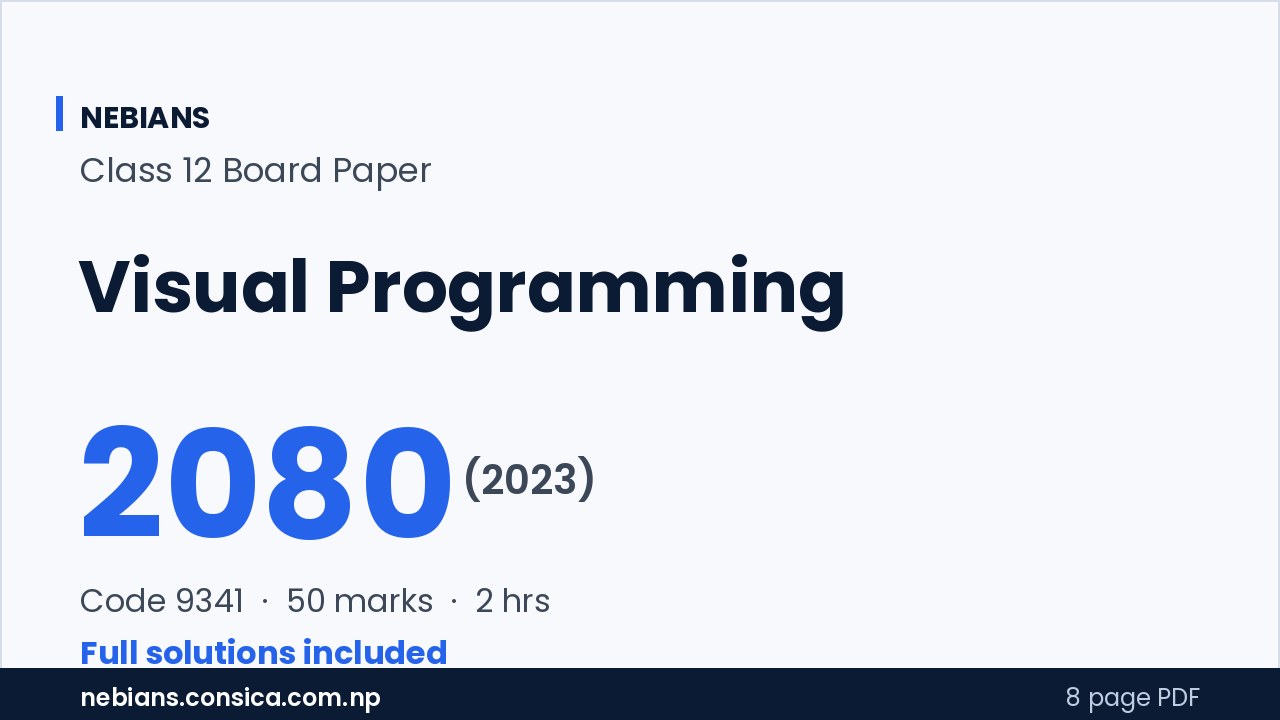 NEBIANS
Class 12 Board Paper
Visual Programming
2080 (2023)
Code 9341 · 50 marks · 2 hrs
Full solutions included
nebians.consica.com.np
8 page PDF